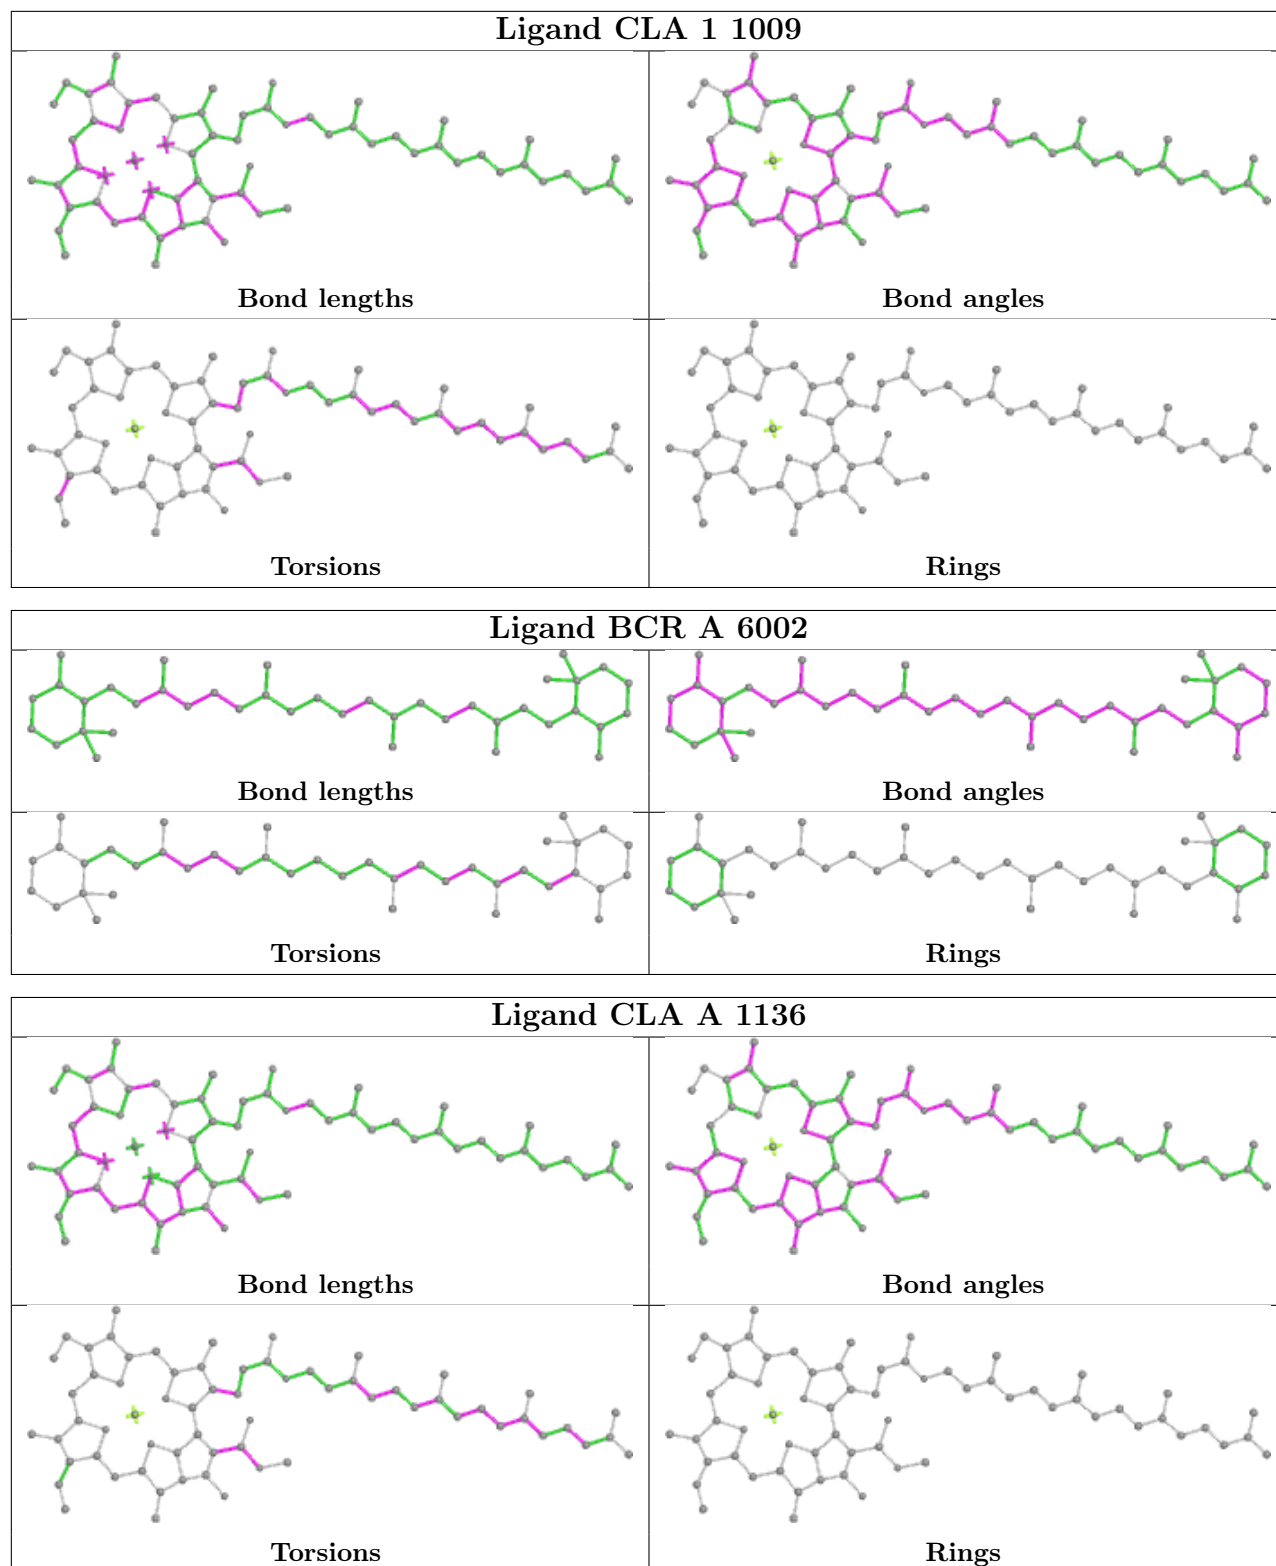 Ligand CLA 1 1009
Bond lengths
Bond angles
Torsions
Rings
Ligand BCR A 6002
Bond lengths
Bond angles
Torsions
Rings
Ligand CLA A 1136
Bond lengths
Bond angles
Torsions
Rings